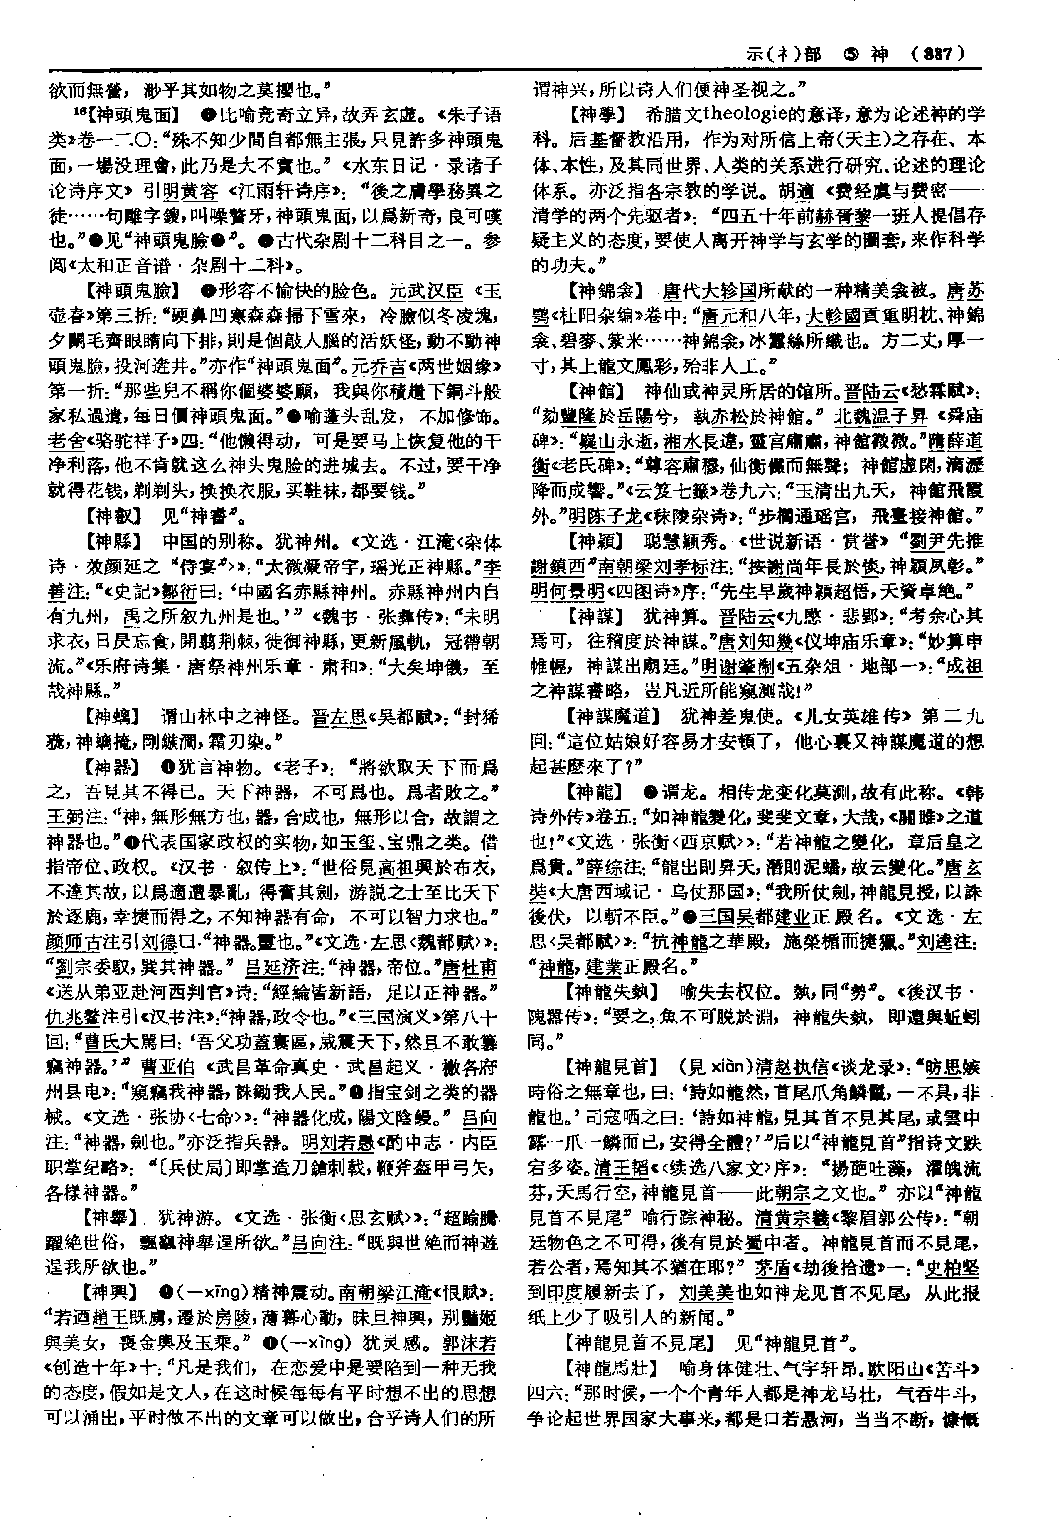 示(礻)部 ⑤ 神 (887)
欲而無營，渺乎其如物之莫攖也。”
16【神頭鬼面】 ❶比喻竞奇立异，故弄玄虚。《朱子语
类》卷一二〇：“殊不知少間自都無主張，只見許多神頭鬼
面，一場没理會，此乃是大不實也。”《水东日记·录诸子
论诗序文》引明黄容《江雨轩诗序》：“後之膚學務異之
徒……句雕字鎪，叫噪聱牙，神頭鬼面，以爲新奇，良可嘆
也。”❷见“神頭鬼臉❶”。❸古代杂剧十二科目之一。参
阅《太和正音谱·杂剧十二科》。
【神頭鬼臉】 ❶形容不愉快的脸色。元武汉臣《玉
壶春》第三折：“硬鼻凹寒森森掃下雪來，冷臉似冬凌塊，
夕鬭毛齊眼睛向下排，則是個敲人腦的活妖怪，動不動神
頭鬼臉，投河逩井。”亦作“神頭鬼面”。元乔吉《两世姻缘》
第一折：“那些兒不稱你個婆婆願，我與你積趲下銅斗般
家私過遣，每日價神頭鬼面。”❷喻蓬头乱发，不加修饰。
老舍《骆驼祥子》四：“他懒得动，可是要马上恢复他的干
净利落，他不肯就这么神头鬼脸的进城去。不过，要干净
就得花钱，剃剃头，换换衣服，买鞋袜，都要钱。”
【神叡】 见“神睿”。
【神縣】 中国的别称。犹神州。《文选·江淹〈杂体
诗·效颜延之“侍宴”〉》：“太微凝帝宇，瑶光正神縣。”李
善注：“《史記》鄒衍曰：‘中國名赤縣神州。赤縣神州内自
有九州，禹之所叙九州是也。’”《魏书·张彝传》：“未明
求衣，日昃忘食，開翦荆棘，徙御神縣，更新風軌，冠帶朝
流。”《乐府诗集·唐祭神州乐章·肃和》：“大矣坤儀，至
哉神縣。”
【神螭】 谓山林中之神怪。晋左思《吴都赋》：“封狶
莈，神螭掩，剛鏃潤，霜刃染。”
【神器】 ❶犹言神物。《老子》：“將欲取天下而爲
之，吾見其不得已。天下神器，不可爲也。爲者敗之。”
王弼注：“神，無形無方也，器，合成也，無形以合，故謂之
神器也。”❷代表国家政权的实物，如玉玺、宝鼎之类。借
指帝位、政权。《汉书·叙传上》：“世俗見高祖興於布衣，
不達其故，以爲適遭暴亂，得奮其劍，游説之士至比天下
於逐鹿，幸捷而得之，不知神器有命，不可以智力求也。”
颜师古注引刘德曰：“神器，璽也。”《文选·左思〈魏都赋〉》：
“劉宗委馭，巽其神器。”吕延济注：“神器，帝位。”唐杜甫
《送从弟亚赴河西判官》诗：“經綸皆新語，足以正神器。”
仇兆鳌注引《汉书注》：“神器，政令也。”《三国演义》第八十
回：“曹氏大駡曰：‘吾父功蓋寰區，威震天下，然且不敢篡
竊神器。’”曹亚伯《武昌革命真史·武昌起义·檄各府
州县电》：“窺竊我神器，誅鋤我人民。”❸指宝剑之类的器
械。《文选·张协〈七命〉》：“神器化成，陽文陰縵。”吕向
注：“神器，劍也。”亦泛指兵器。明刘若愚《酌中志·内臣
职掌纪略》：“〔兵仗局〕即掌造刀鎗剌戟，鞭斧盔甲弓矢，
各樣神器。”
【神舉】 犹神游。《文选·张衡〈思玄赋〉》：“超踰騰
躍絶世俗，飄颻神舉逞所欲。”吕向注：“既與世絶而神遊
逞我所欲也。”
【神興】 ❶(—xīng)精神震动。南朝梁江淹《恨赋》：
“若迺趙王既虜，遷於房陵，薄暮心動，昧旦神興，别豔姬
與美女，喪金輿及玉乘。”❷(—xìng)犹灵感。郭沫若
《创造十年》十：“凡是我们，在恋爱中是要陷到一种无我
的态度，假如是文人，在这时候每每有平时想不出的思想
可以涌出，平时做不出的文章可以做出，合乎诗人们的所
谓神兴，所以诗人们便神圣视之。”
【神學】 希腊文theologie的意译，意为论述神的学
科。后基督教沿用，作为对所信上帝(天主)之存在、本
体、本性，及其同世界、人类的关系进行研究、论述的理论
体系。亦泛指各宗教的学说。胡適《费经虞与费密——
清学的两个先驱者》：“四五十年前赫胥黎一班人提倡存
疑主义的态度，要使人离开神学与玄学的圈套，来作科学
的功夫。”
【神錦衾】 唐代大轸国所献的一种精美衾被。唐苏
鹗《杜阳杂编》卷中：“唐元和八年，大軫國貢重明枕、神錦
衾、碧麥、紫米……神錦衾，冰蠶絲所織也。方二丈，厚一
寸，其上龍文鳳彩，殆非人工。”
【神館】 神仙或神灵所居的馆所。晋陆云《愁霖赋》：
“劾豐隆於岳陽兮，執赤松於神館。”北魏温子昇《舜庙
碑》：“嶷山永逝，湘水長違，靈宫肅肅，神館微微。”隋薛道
衡《老氏碑》：“尊容肅穆，仙衛儼而無聲；神館虚閑，滴瀝
降而成響。”《云笈七籤》卷九六：“玉清出九天，神館飛霞
外。”明陈子龙《秣陵杂诗》：“步櫩通瑶宫，飛臺接神館。”
【神穎】 聪慧颖秀。《世说新语·赏誉》“劉尹先推
謝鎮西”南朝梁刘孝标注：“按謝尚年長於惔，神穎夙彰。”
明何景明《四图诗》序：“先生早歲神穎超悟，天資卓絶。”
【神謀】 犹神算。晋陆云《九愍·悲郢》：“考余心其
焉可，往稽度於神謀。”唐刘知幾《仪坤庙乐章》：“妙算申
帷幄，神謀出廟廷。”明谢肇淛《五杂俎·地部一》：“成祖
之神謀睿略，豈凡近所能窺測哉！”
【神謀魔道】 犹神差鬼使。《儿女英雄传》第二九
回：“這位姑娘好容易才安頓了，他心裏又神謀魔道的想
起甚麽來了？”
【神龍】 ❶谓龙。相传龙变化莫测，故有此称。《韩
诗外传》卷五：“如神龍變化，斐斐文章，大哉，《關雎》之道
也！”《文选·张衡〈西京赋〉》：“若神龍之變化，章后皇之
爲貴。”薛综注：“龍出則昇天，潛則泥蟠，故云變化。”唐玄
奘《大唐西域记·乌仗那国》：“我所仗劍，神龍見授，以誅
後伏，以斬不臣。”❷三国吴都建业正殿名。《文选·左
思〈吴都赋〉》：“抗神龍之華殿，施榮楯而捷獵。”刘逵注：
“神龍，建業正殿名。”
【神龍失埶】 喻失去权位。埶，同“勢”。《後汉书·
隗嚣传》：“要之，魚不可脱於淵，神龍失埶，即還與蚯蚓
同。”
【神龍見首】 (見 xiàn)清赵执信《谈龙录》：“昉思嫉
時俗之無章也，曰：‘詩如龍然，首尾爪角鱗鬣，一不具，非
龍也。’司寇哂之曰：‘詩如神龍，見其首不見其尾，或雲中
露一爪一鱗而已，安得全體？’”后以“神龍見首”指诗文跌
宕多姿。清王韬《〈续选八家文〉序》：“揚葩吐藻，濯魄流
芬，天馬行空，神龍見首——此朝宗之文也。”亦以“神龍
見首不見尾”喻行踪神秘。清黄宗羲《黎眉郭公传》：“朝
廷物色之不可得，後有見於蜀中者。神龍見首而不見尾，
若公者，焉知其不猶在耶？”茅盾《劫後拾遗》一：“史柏坚
到印度履新去了，刘美美也如神龙见首不见尾，从此报
纸上少了吸引人的新闻。”
【神龍見首不見尾】 见“神龍見首”。
【神龍馬壯】 喻身体健壮、气宇轩昂。欧阳山《苦斗》
四六：“那时候，一个个青年人都是神龙马壮，气吞牛斗，
争论起世界国家大事来，都是口若悬河，当当不断，慷慨